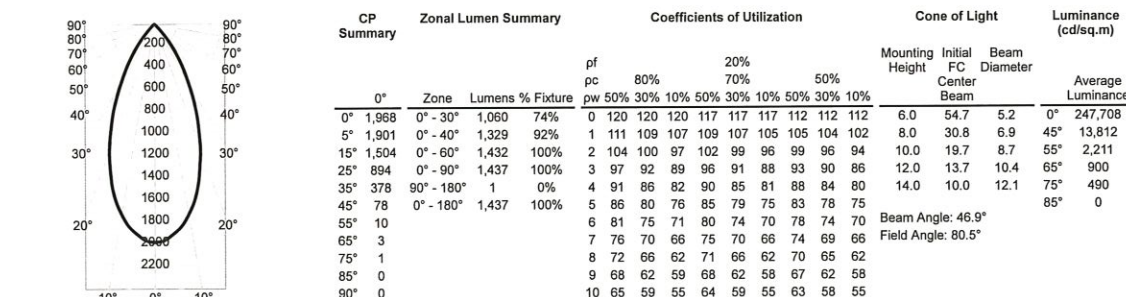 90° 90°
80° 200 80°
70° 70°
60° 400 60°
50° 600 50°
800
40° 1000 40°
30° 1200 30°
1400
1600
20° 1800 20°
2000
2200
10° 0° 10°
CP Summary
0°
0° 1,968
5° 1,901
15° 1,504
25° 894
35° 378
45° 78
55° 10
65° 3
75° 1
85° 0
90° 0
Zonal Lumen Summary
Zone Lumens % Fixture
0° - 30° 1,060 74%
0° - 40° 1,329 92%
0° - 60° 1,432 100%
0° - 90° 1,437 100%
90° - 180° 1 0%
0° - 180° 1,437 100%
Coefficients of Utilization
ρf 20%
ρc 80% 70% 50%
ρw 50% 30% 10% 50% 30% 10% 50% 30% 10%
0 120 120 120 117 117 117 112 112 112
1 111 109 107 109 107 105 105 104 102
2 104 100 97 102 99 96 99 96 94
3 97 92 89 96 91 88 93 90 86
4 91 86 82 90 85 81 88 84 80
5 86 80 76 85 79 75 83 78 75
6 81 75 71 80 74 70 78 74 70
7 76 70 66 75 70 66 74 69 66
8 72 66 62 71 66 62 70 65 62
9 68 62 59 68 62 58 67 62 58
10 65 59 55 64 59 55 63 58 55
Cone of Light
Mounting Height Initial FC Center Beam Beam Diameter
6.0 54.7 5.2
8.0 30.8 6.9
10.0 19.7 8.7
12.0 13.7 10.4
14.0 10.0 12.1
Beam Angle: 46.9°
Field Angle: 80.5°
Luminance
(cd/sq.m)
Average
Luminance
0° 247,708
45° 13,812
55° 2,211
65° 900
75° 490
85° 0